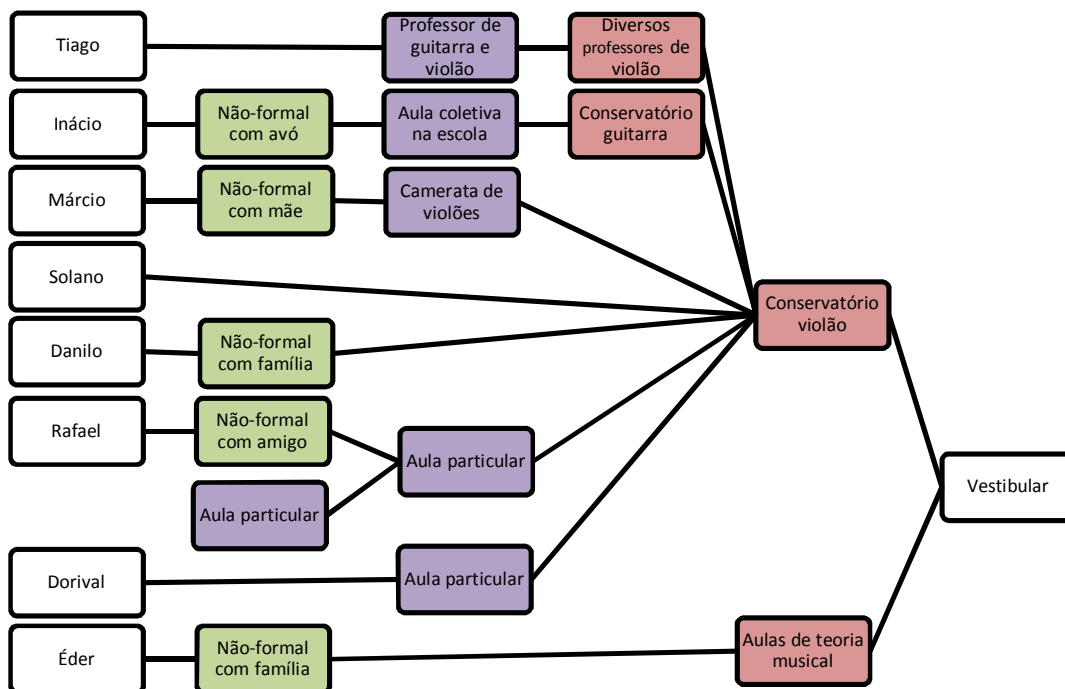 Tiago
Professor de
guitarra e
violão
Diversos
professores de
violão
Inácio
Não-formal
com avó
Aula coletiva
na escola
Conservatório
guitarra
Márcio
Não-formal
com mãe
Camerata de
violões
Solano
Conservatório
violão
Danilo
Não-formal
com família
Rafael
Não-formal
com amigo
Aula particular
Aula particular
Vestibular
Dorival
Aula particular
Éder
Não-formal
com família
Aulas de teoria
musical